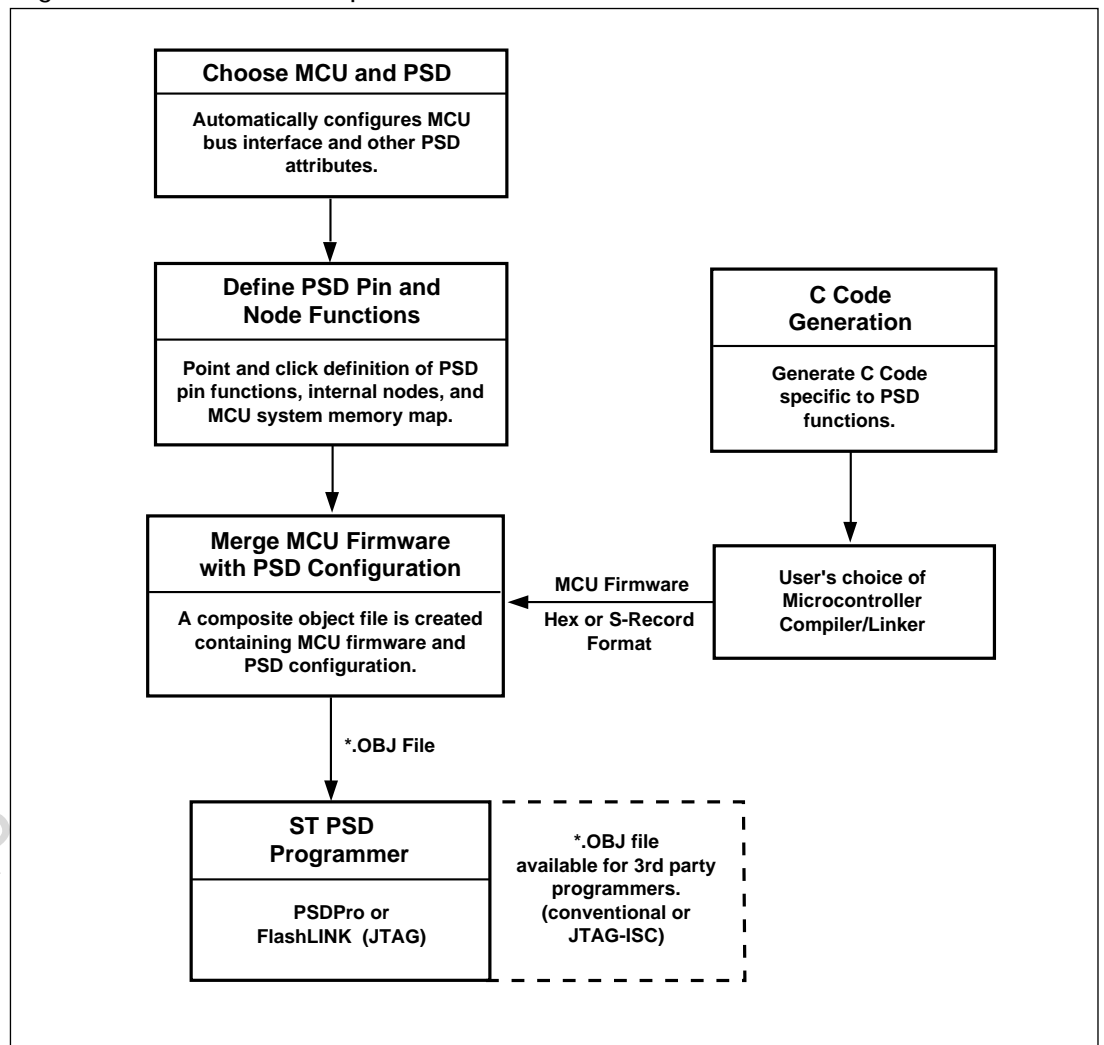 Choose MCU and PSD
Automatically configures MCU
bus interface and other PSD
attributes.
Define PSD Pin and
Node Functions
Point and click definition of PSD
pin functions, internal nodes, and
MCU system memory map.
C Code
Generation
Generate C Code
specific to PSD
functions.
Merge MCU Firmware
with PSD Configuration
A composite object file is created
containing MCU firmware and
PSD configuration.
MCU Firmware
Hex or S-Record
Format
User's choice of
Microcontroller
Compiler/Linker
*.OBJ File
ST PSD
Programmer
PSDPro or
FlashLINK (JTAG)
*.OBJ file
available for 3rd party
programmers.
(conventional or
JTAG-ISC)